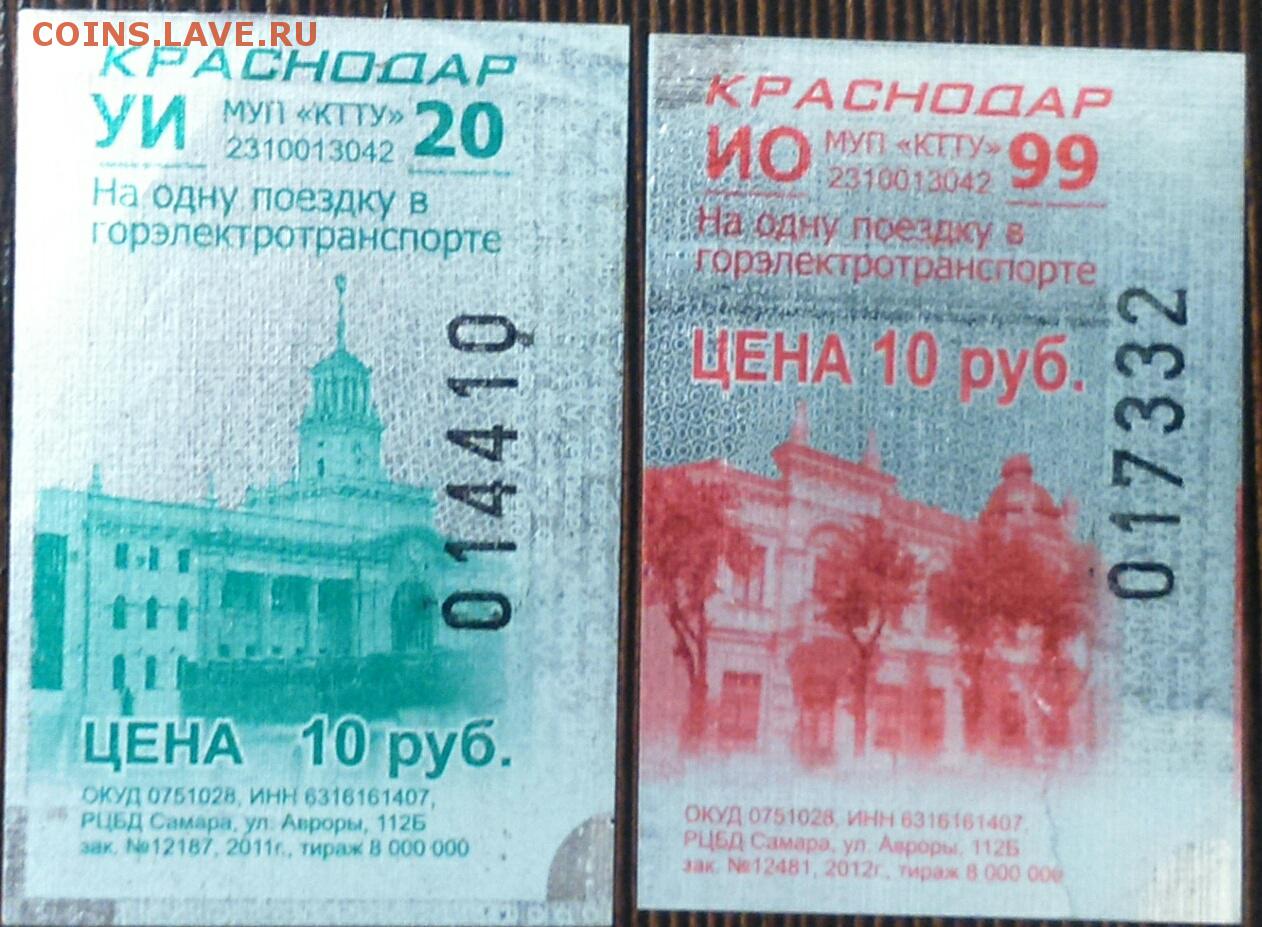 COINS.LAVE.RU
КРАСНОДАР
УИ МУП «КТТУ» 20
2310013042
На одну поездку в
горэлектротранспорте
014410
ЦЕНА 10 руб.
ОКУД 0751028, ИНН 6316161407,
РЦБД Самара, ул. Авроры, 112Б
зак. №12187, 2011г., тираж 8 000 000
КРАСНОДАР
ИО МУП «КТТУ» 99
2310013042
На одну поездку в
горэлектротранспорте
ЦЕНА 10 руб.
017332
ОКУД 0751028, ИНН 6316161407,
РЦБД Самара, ул. Авроры, 112Б
зак. №12481, 2012г., тираж 8 000 000